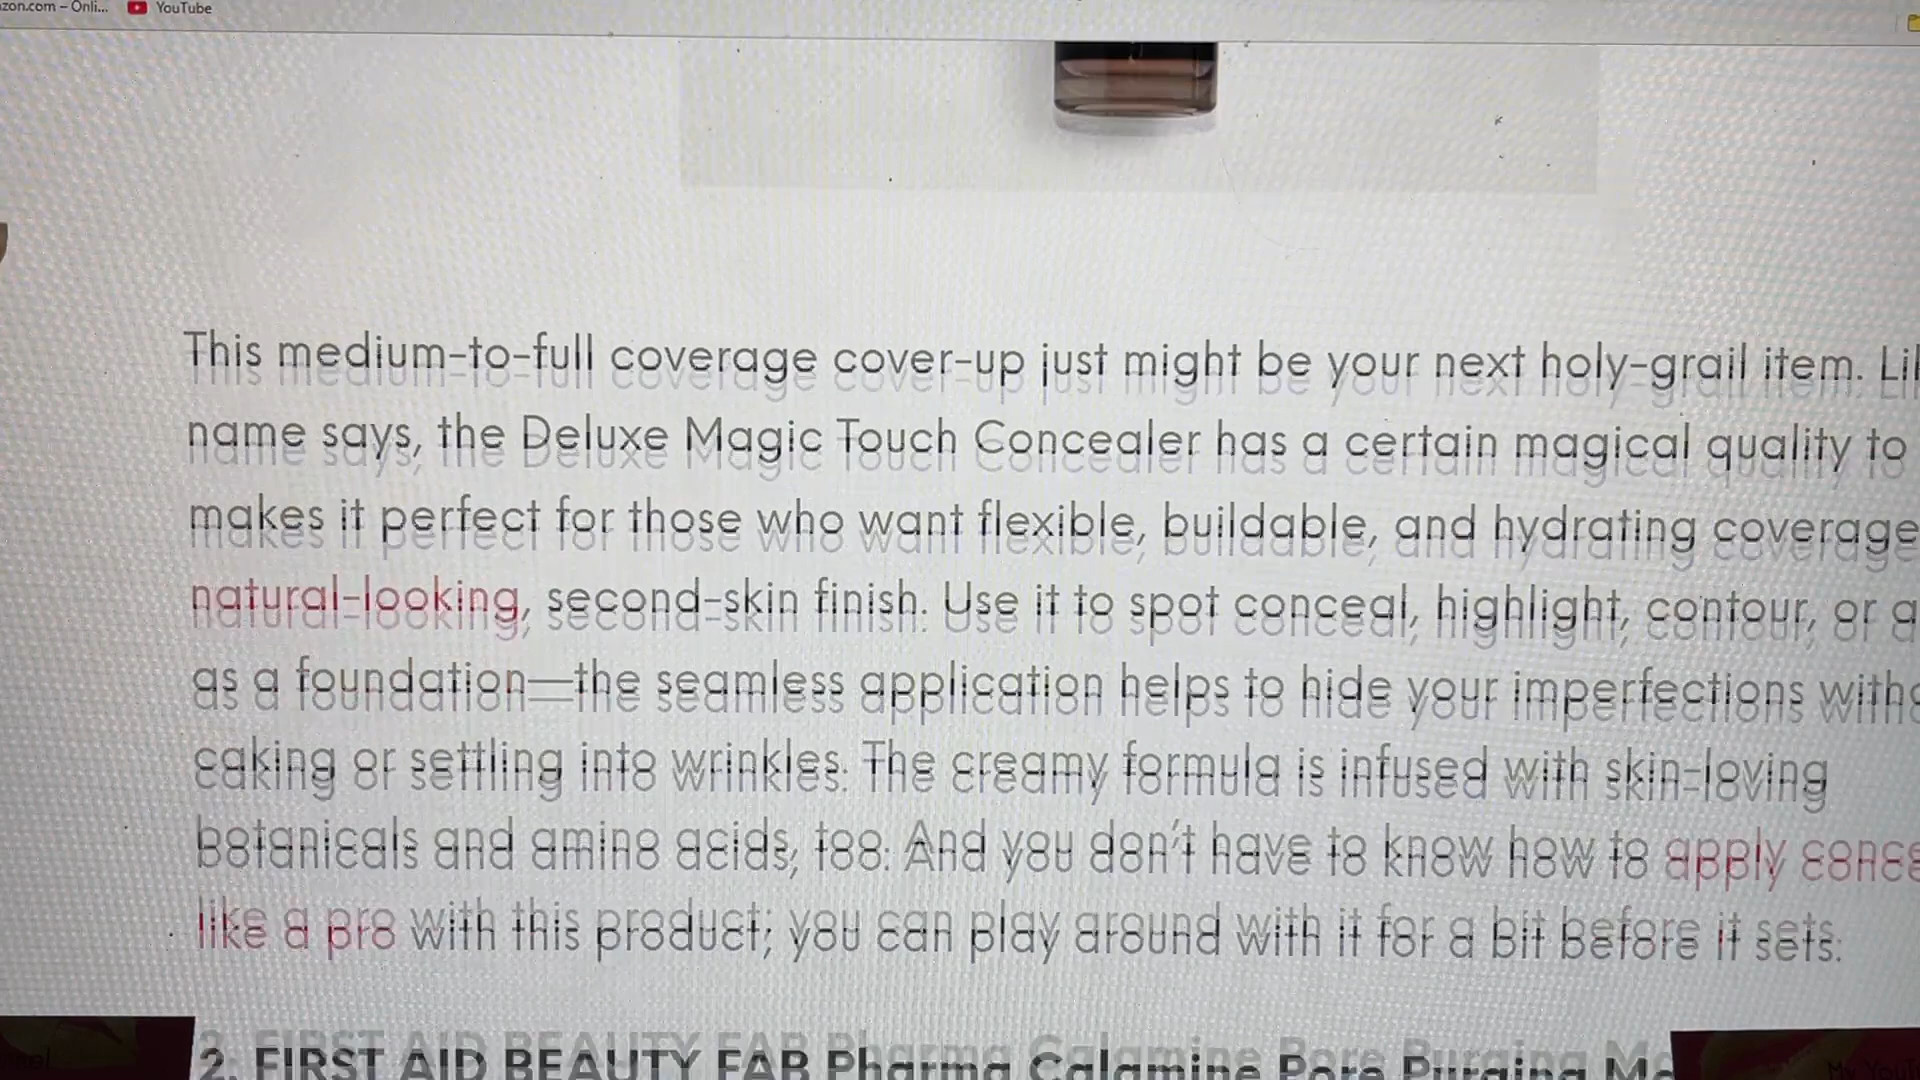 zon.com – Onli... YouTube
This medium-to-full coverage cover-up just might be your next holy-grail item.
name says, the Deluxe Magic Touch Concealer has a certain magical quality to
makes it perfect for those who want flexible, buildable, and hydrating coverage
natural-looking, second-skin finish. Use it to spot conceal, highlight, contour, or
as a foundation—the seamless application helps to hide your imperfections
caking or settling into wrinkles. The creamy formula is infused with skin-loving
botanicals and amino acids, too. And you don't have to know how to apply
like a pro with this product; you can play around with it for a bit before it sets.
2. FIRST AID BEAUTY FAB Pharma Calamine Pore Purging